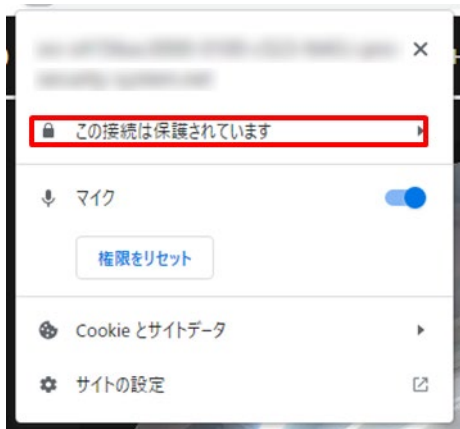 この接続は保護されています
マイク
権限をリセット
Cookie とサイトデータ
サイトの設定